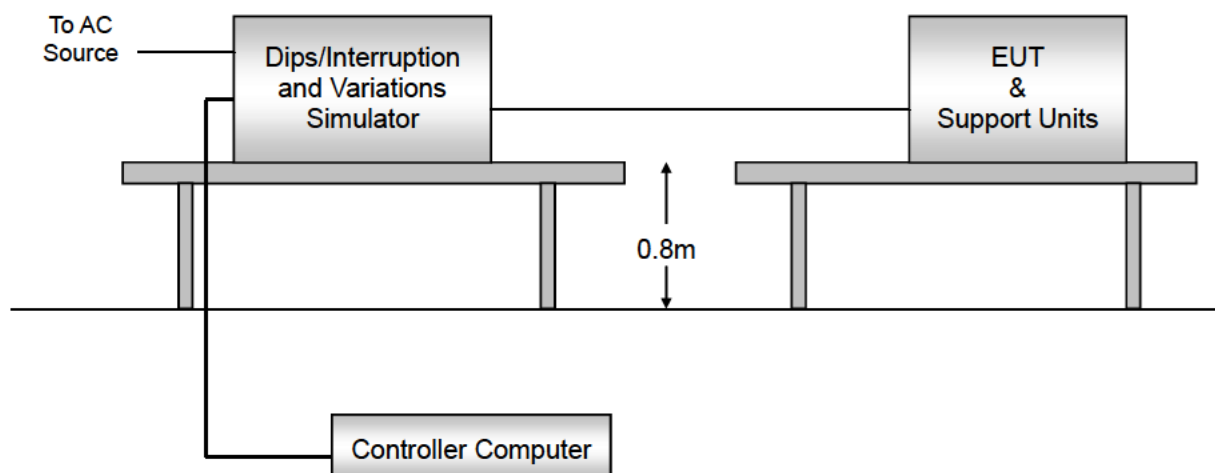 To AC
Source
Dips/Interruption
and Variations
Simulator
EUT
&
Support Units
0.8m
Controller Computer